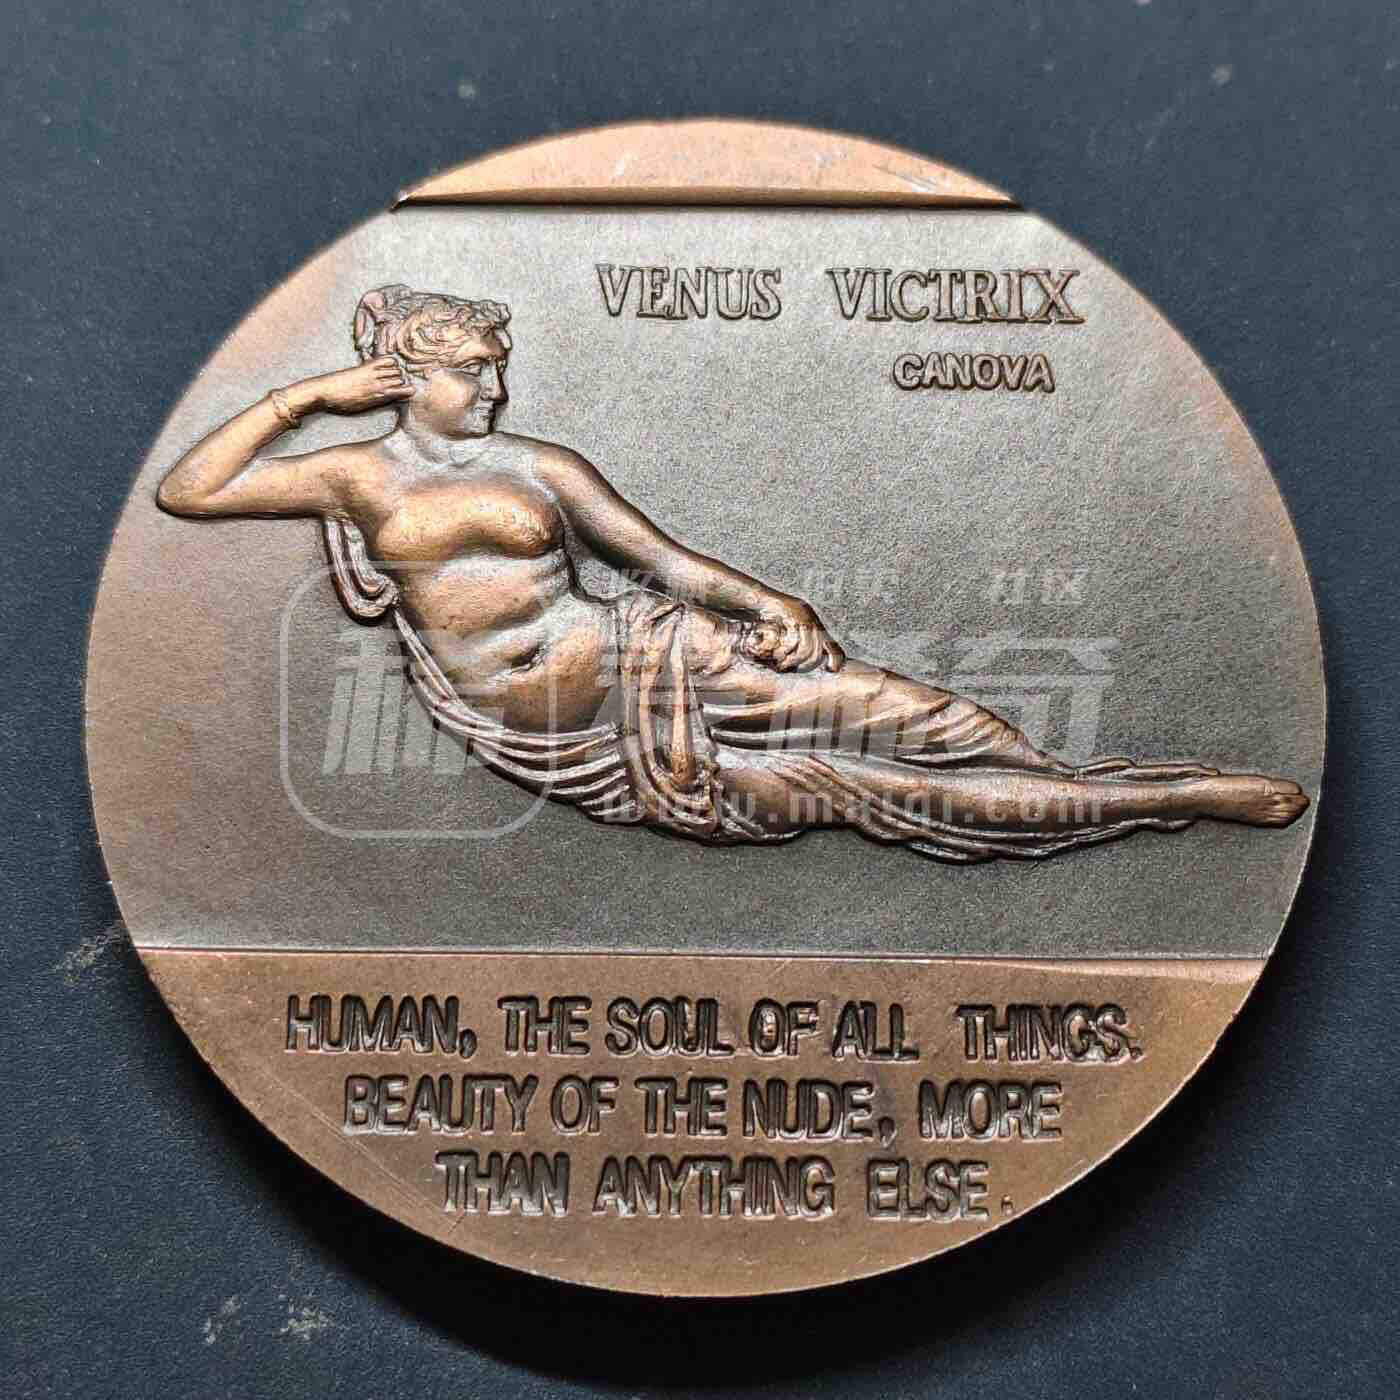 VENUS VICTRIX
CANOVA
HUMAN, THE SOUL OF ALL THINGS.
BEAUTY OF THE NUDE, MORE
THAN ANYTHING ELSE.